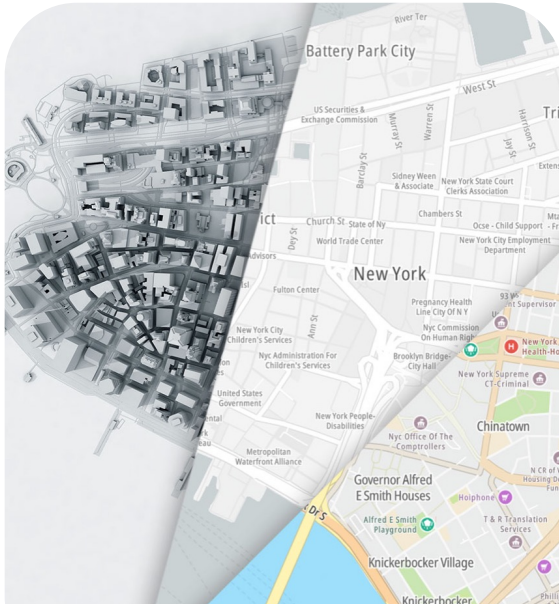 River Ter
Battery Park City
West St
US Securities &
Exchange Commission
Murray St
Warren St
Harrison St
Jay St
Barclay St
Sidney Ween
& Associate
New York State Court
Clerks Association
Chambers St
Church St
State of Ny
Ocse - Child Support
Dey St
World Trade Center
New York City Employment
Department
New York
Fulton Center
Pregnancy Health
Line City Of N Y
Ann St
Nyc Commission
On Human Righ
New York City
Children's Services
Brooklyn Bridge-
City Hall
Nyc Administration For
Children's Services
New York
Health-Ho
New York Supreme
CT-Criminal
United States
Government
Chinatown
New York People-
Disabilities
Nyc Office Of The
Comptrollers
Metropolitan
Waterfront Alliance
Governor Alfred
E Smith Houses
Hoiphone
Dr S
Alfred E Smith
Playground
T & R Translation
Services
Knickerbocker Village
Knickerbocker